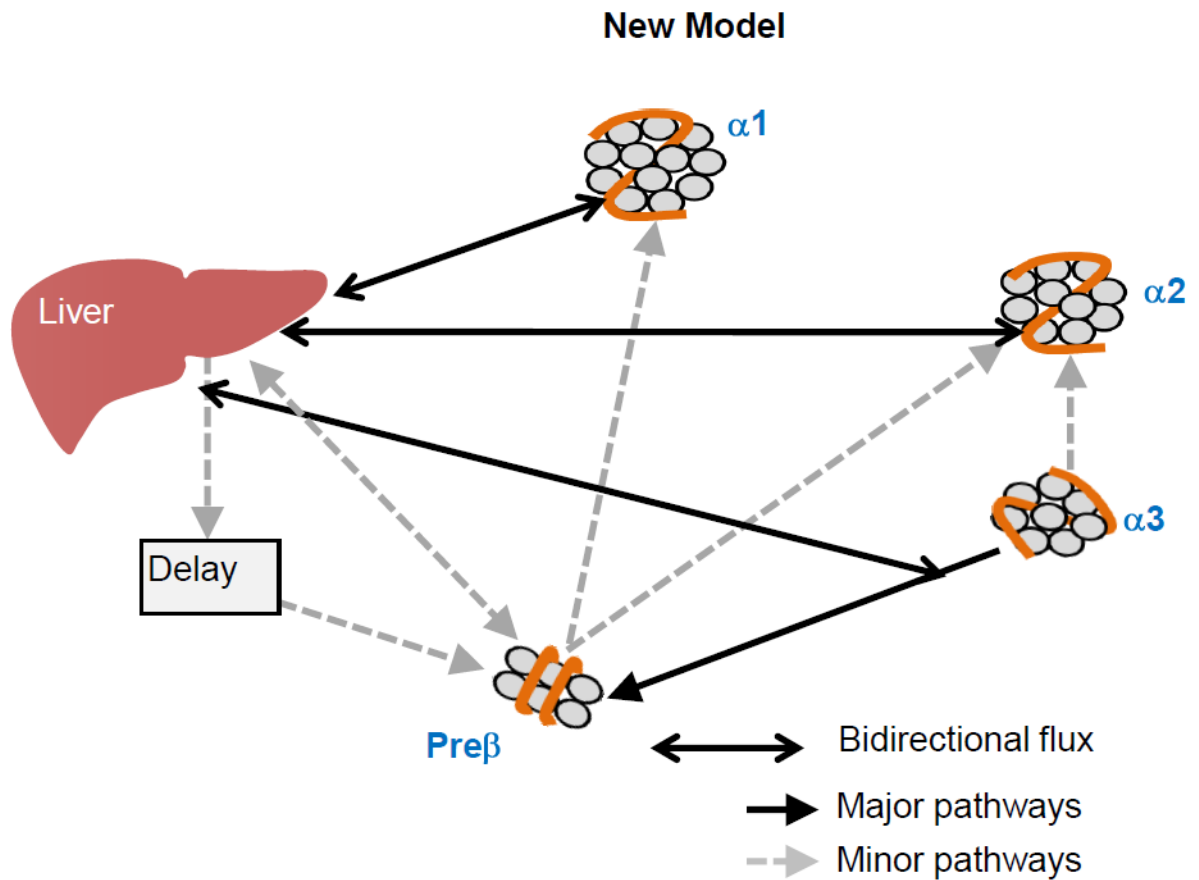 New Model
α1
α2
Liver
α3
Delay
Preβ
Bidirectional flux
Major pathways
Minor pathways